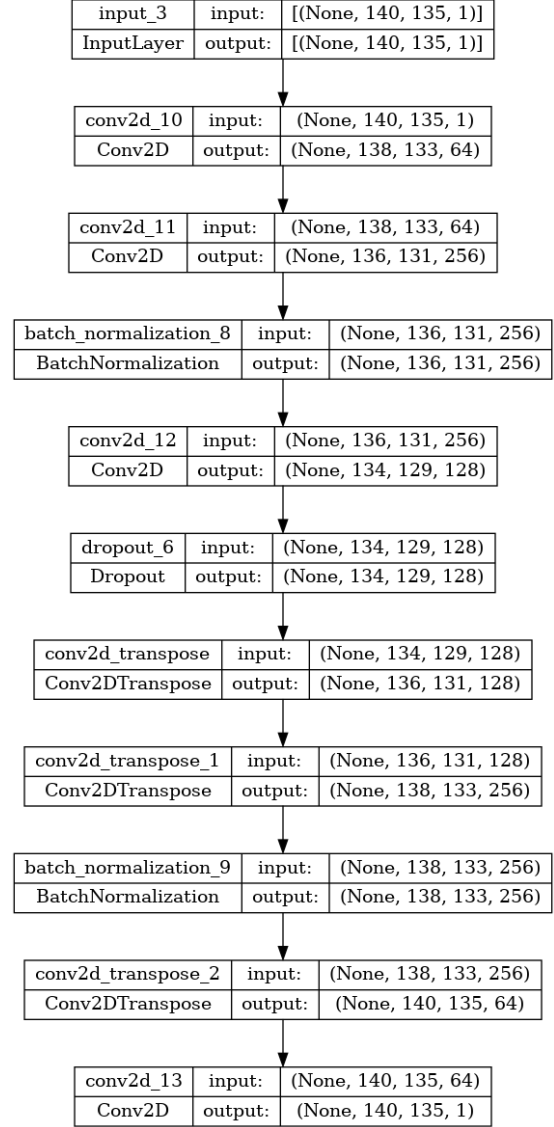 input_3 input: [(None, 140, 135, 1)]
InputLayer output: [(None, 140, 135, 1)]
conv2d_10 input: (None, 140, 135, 1)
Conv2D output: (None, 138, 133, 64)
conv2d_11 input: (None, 138, 133, 64)
Conv2D output: (None, 136, 131, 256)
batch_normalization_8 input: (None, 136, 131, 256)
BatchNormalization output: (None, 136, 131, 256)
conv2d_12 input: (None, 136, 131, 256)
Conv2D output: (None, 134, 129, 128)
dropout_6 input: (None, 134, 129, 128)
Dropout output: (None, 134, 129, 128)
conv2d_transpose input: (None, 134, 129, 128)
Conv2DTranspose output: (None, 136, 131, 128)
conv2d_transpose_1 input: (None, 136, 131, 128)
Conv2DTranspose output: (None, 138, 133, 256)
batch_normalization_9 input: (None, 138, 133, 256)
BatchNormalization output: (None, 138, 133, 256)
conv2d_transpose_2 input: (None, 138, 133, 256)
Conv2DTranspose output: (None, 140, 135, 64)
conv2d_13 input: (None, 140, 135, 64)
Conv2D output: (None, 140, 135, 1)